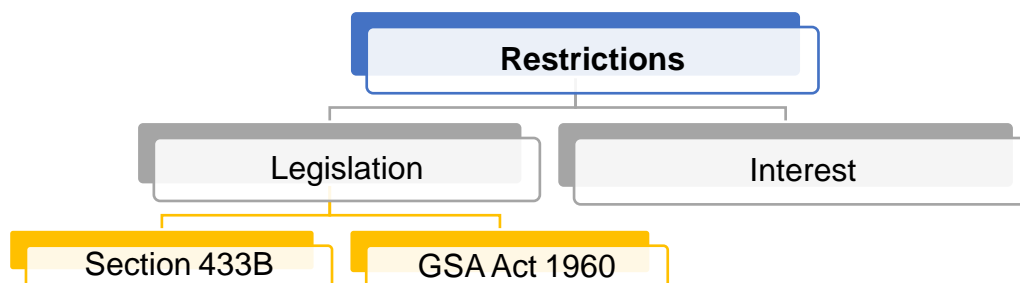 Restrictions
Legislation
Interest
Section 433B
GSA Act 1960